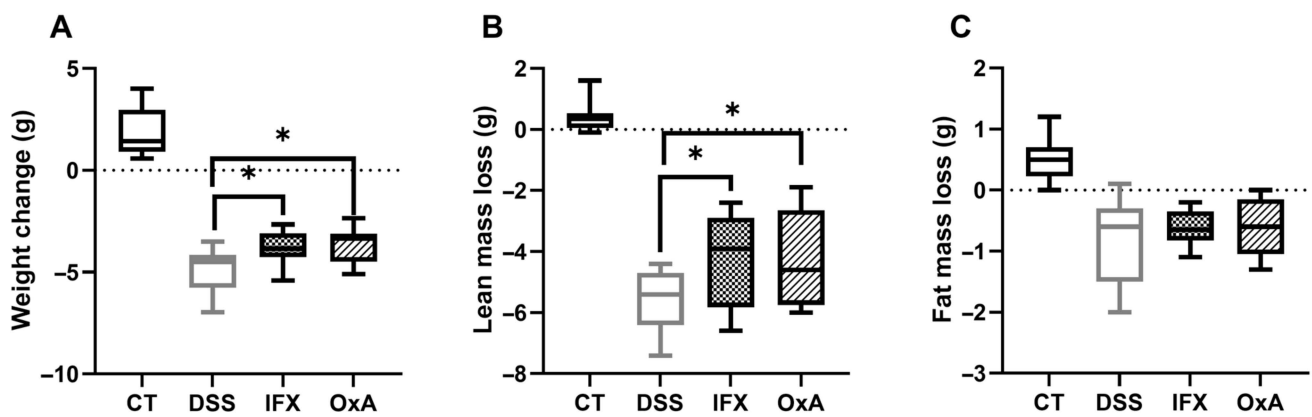 A
Weight change (g)
5
0
–5
–10
*
*
CT DSS IFX OxA
B
Lean mass loss (g)
2
0
–2
–4
–6
–8
*
*
CT DSS IFX OxA
C
Fat mass loss (g)
2
1
0
–1
–2
–3
CT DSS IFX OxA